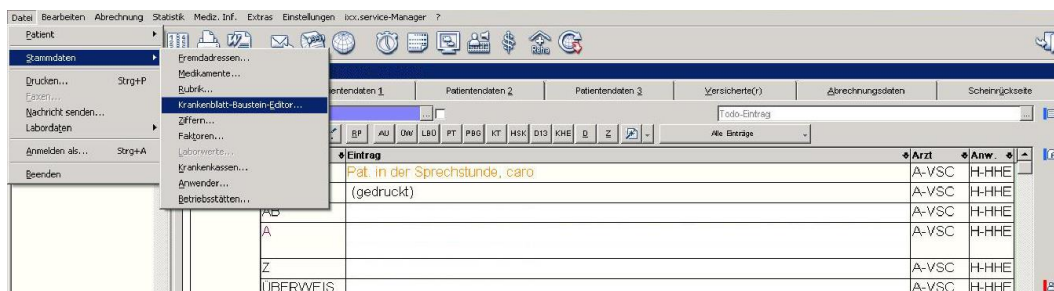 Datei Bearbeiten Abrechnung Statistik Mediz. Inf. Extras Einstellungen ixx.service-Manager ?
Patient
Stammdaten
Drucken... Strg+P
Faxen...
Nachricht senden...
Labordaten
Anmelden als... Strg+A
Beenden
Fremdadressen...
Medikamente...
Rubrik...
Krankenblatt-Baustein-Editor...
Ziffern...
Faktoren...
Laborwerte...
Krankenkassen...
Anwender...
Betriebsstätten...
Patientendaten 2 Patientendaten 3 Versicherte(r) Abrechnungsdaten Scheinrückseite
... Todo-Eintrag ...
RP AU ÜW LBÜ PT PBG KT HSK D13 KHE D Z Alle Einträge
Eintrag Arzt Anw.
Pat. in der Sprechstunde, caro A-VSC H-HHE
(gedruckt) A-VSC H-HHE
AB A-VSC H-HHE
A A-VSC H-HHE
Z A-VSC H-HHE
ÜBERWEIS A-VSC H-HHE